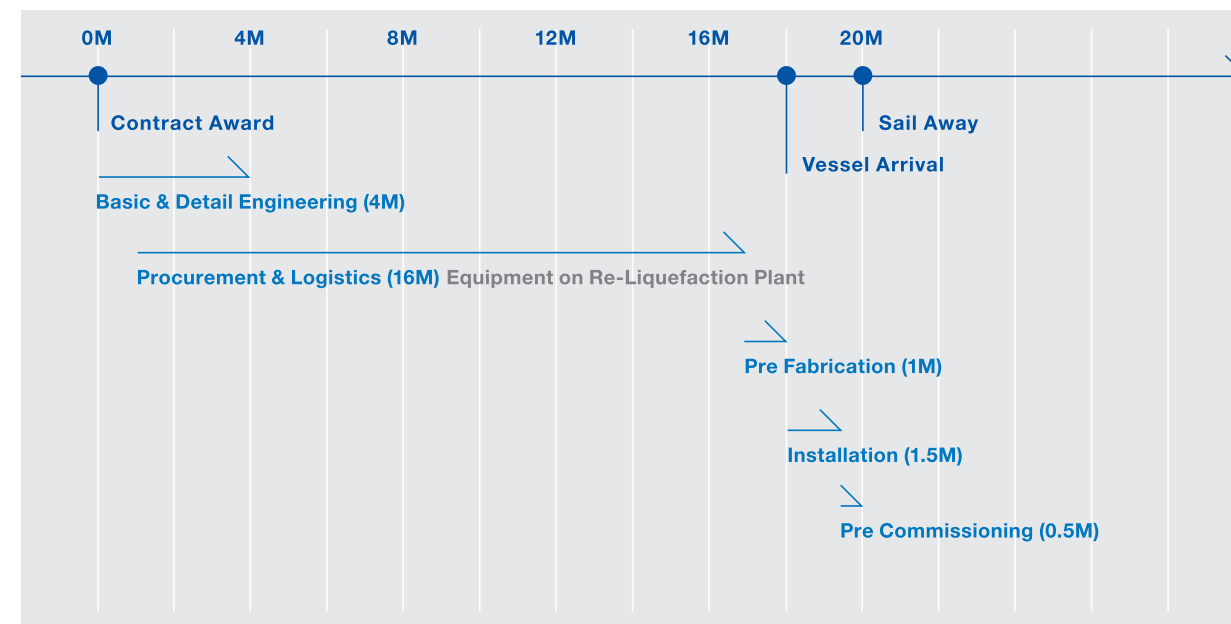 0M 4M 8M 12M 16M 20M
Contract Award
Sail Away
Vessel Arrival
Basic & Detail Engineering (4M)
Procurement & Logistics (16M) Equipment on Re-Liquefaction Plant
Pre Fabrication (1M)
Installation (1.5M)
Pre Commissioning (0.5M)